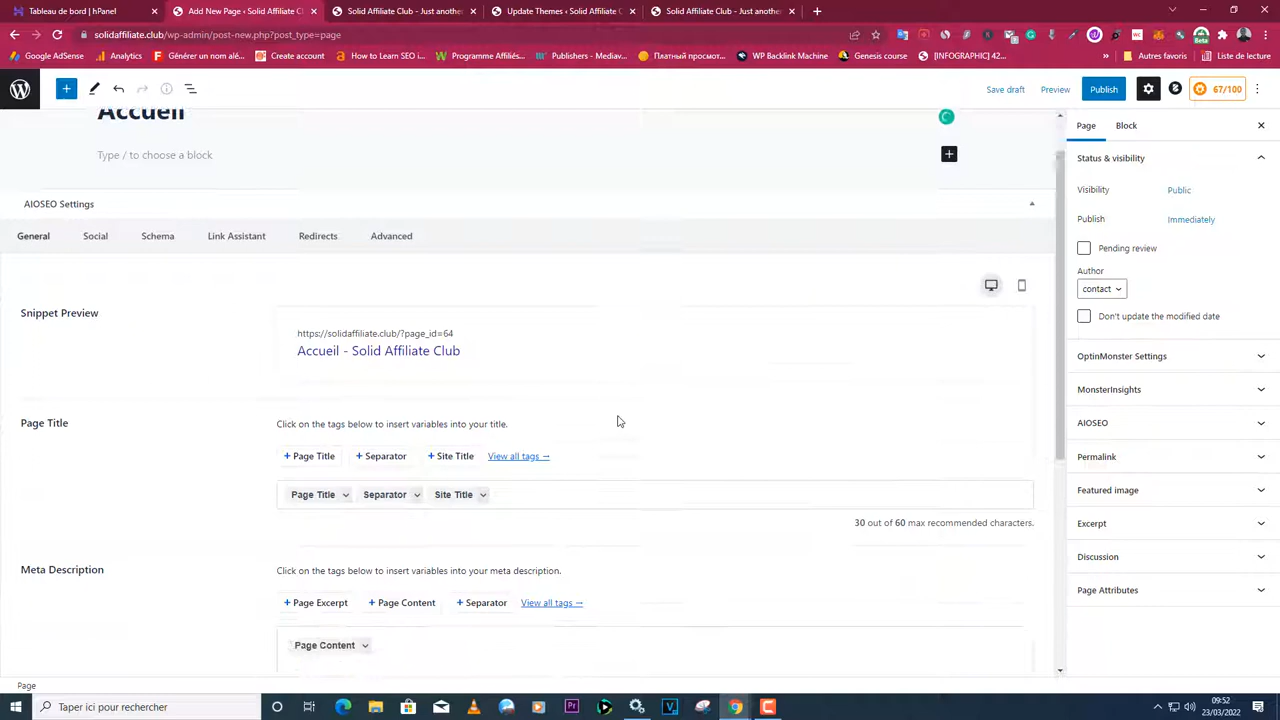 Tableau de bord | hPanel
Add New Page ‹ Solid Affiliate C
Solid Affiliate Club - Just anothe
Update Themes ‹ Solid Affiliate C
Solid Affiliate Club - Just anothe
solidaffiliate.club/wp-admin/post-new.php?post_type=page
Google AdSense
Analytics
Générer un nom al
Create account
How to Learn SEO i
Programme Affiliés
Publishers - Mediav
Платный просмотр
WP Backlink Machine
Genesis course
[INFOGRAPHIC] 42...
Autres favoris
Liste de lecture
Save draft
Preview
Publish
67/100
Accueil
Type / to choose a block
AIOSEO Settings
General
Social
Schema
Link Assistant
Redirects
Advanced
Snippet Preview
https://solidaffiliate.club/?page_id=64
Accueil - Solid Affiliate Club
Page Title
Click on the tags below to insert variables into your title.
+ Page Title
+ Separator
+ Site Title
View all tags →
Page Title
Separator
Site Title
30 out of 60 max recommended characters.
Meta Description
Click on the tags below to insert variables into your meta description.
+ Page Excerpt
+ Page Content
+ Separator
View all tags →
Page Content
Page
Block
Status & visibility
Visibility
Public
Publish
Immediately
Pending review
Author
contact
Don't update the modified date
OptinMonster Settings
MonsterInsights
AIOSEO
Permalink
Featured image
Excerpt
Discussion
Page Attributes
Page
Taper ici pour rechercher
09:52
23/03/2022